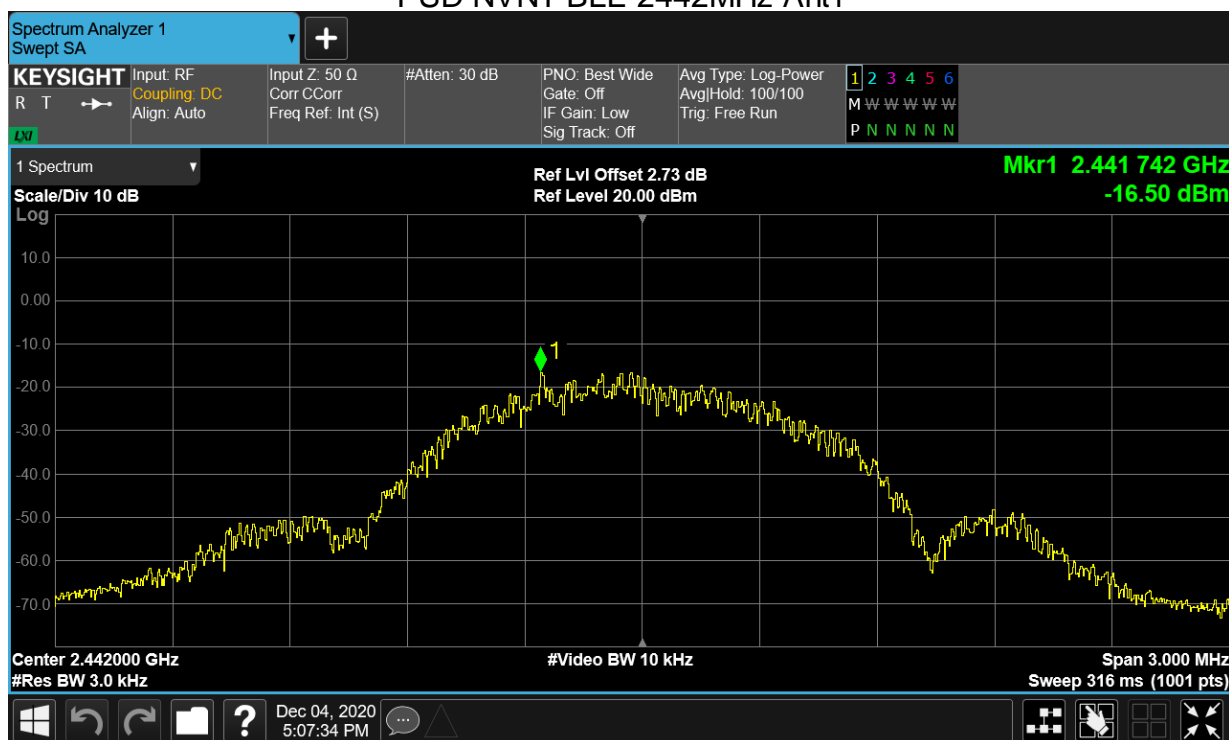 PSD NVNT BLE 2442MHz Ant1
Spectrum Analyzer 1
Swept SA
KEYSIGHT
R T
LXI
Input: RF
Coupling: DC
Align: Auto
Input Z: 50 Ω
Corr CCorr
Freq Ref: Int (S)
#Atten: 30 dB
PNO: Best Wide
Gate: Off
IF Gain: Low
Sig Track: Off
Avg Type: Log-Power
Avg|Hold: 100/100
Trig: Free Run
1 2 3 4 5 6
M W W W W W
P N N N N N
1 Spectrum
Scale/Div 10 dB
Ref Lvl Offset 2.73 dB
Ref Level 20.00 dBm
Mkr1 2.441 742 GHz
-16.50 dBm
Log
10.0
0.00
-10.0
1
-20.0
-30.0
-40.0
-50.0
-60.0
-70.0
Center 2.442000 GHz
#Video BW 10 kHz
Span 3.000 MHz
#Res BW 3.0 kHz
Sweep 316 ms (1001 pts)
?
Dec 04, 2020
5:07:34 PM